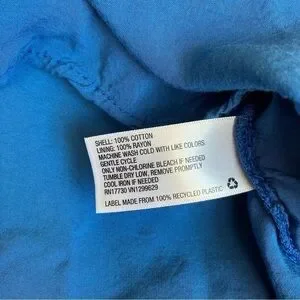 SHELL: 100% COTTON
LINING: 100% RAYON
MACHINE WASH COLD WITH LIKE COLORS
GENTLE CYCLE
ONLY NON-CHLORINE BLEACH IF NEEDED
TUMBLE DRY LOW, REMOVE PROMPTLY
COOL IRON IF NEEDED
RN17730 VN1299629
LABEL MADE FROM 100% RECYCLED PLASTIC